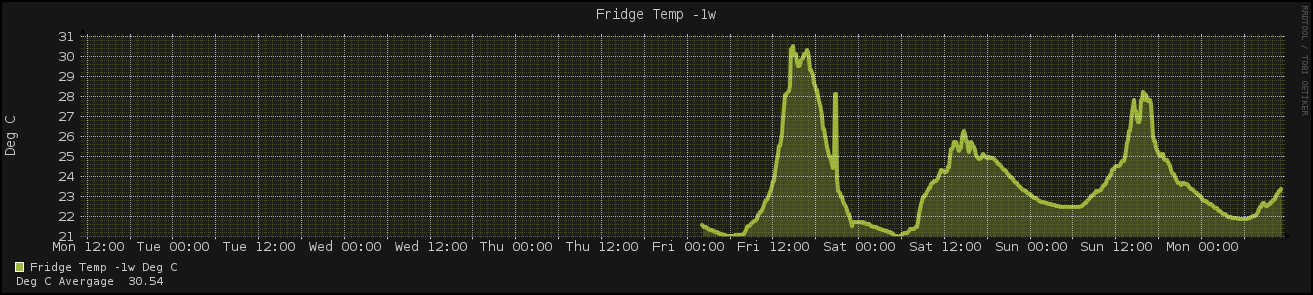 Fridge Temp -1w
RRDTOOL / TOBI OETIKER
Deg C
31
30
29
28
27
26
25
24
23
22
21
Mon 12:00 Tue 00:00 Tue 12:00 Wed 00:00 Wed 12:00 Thu 00:00 Thu 12:00 Fri 00:00 Fri 12:00 Sat 00:00 Sat 12:00 Sun 00:00 Sun 12:00 Mon 00:00
Fridge Temp -1w Deg C
Deg C Avergage 30.54